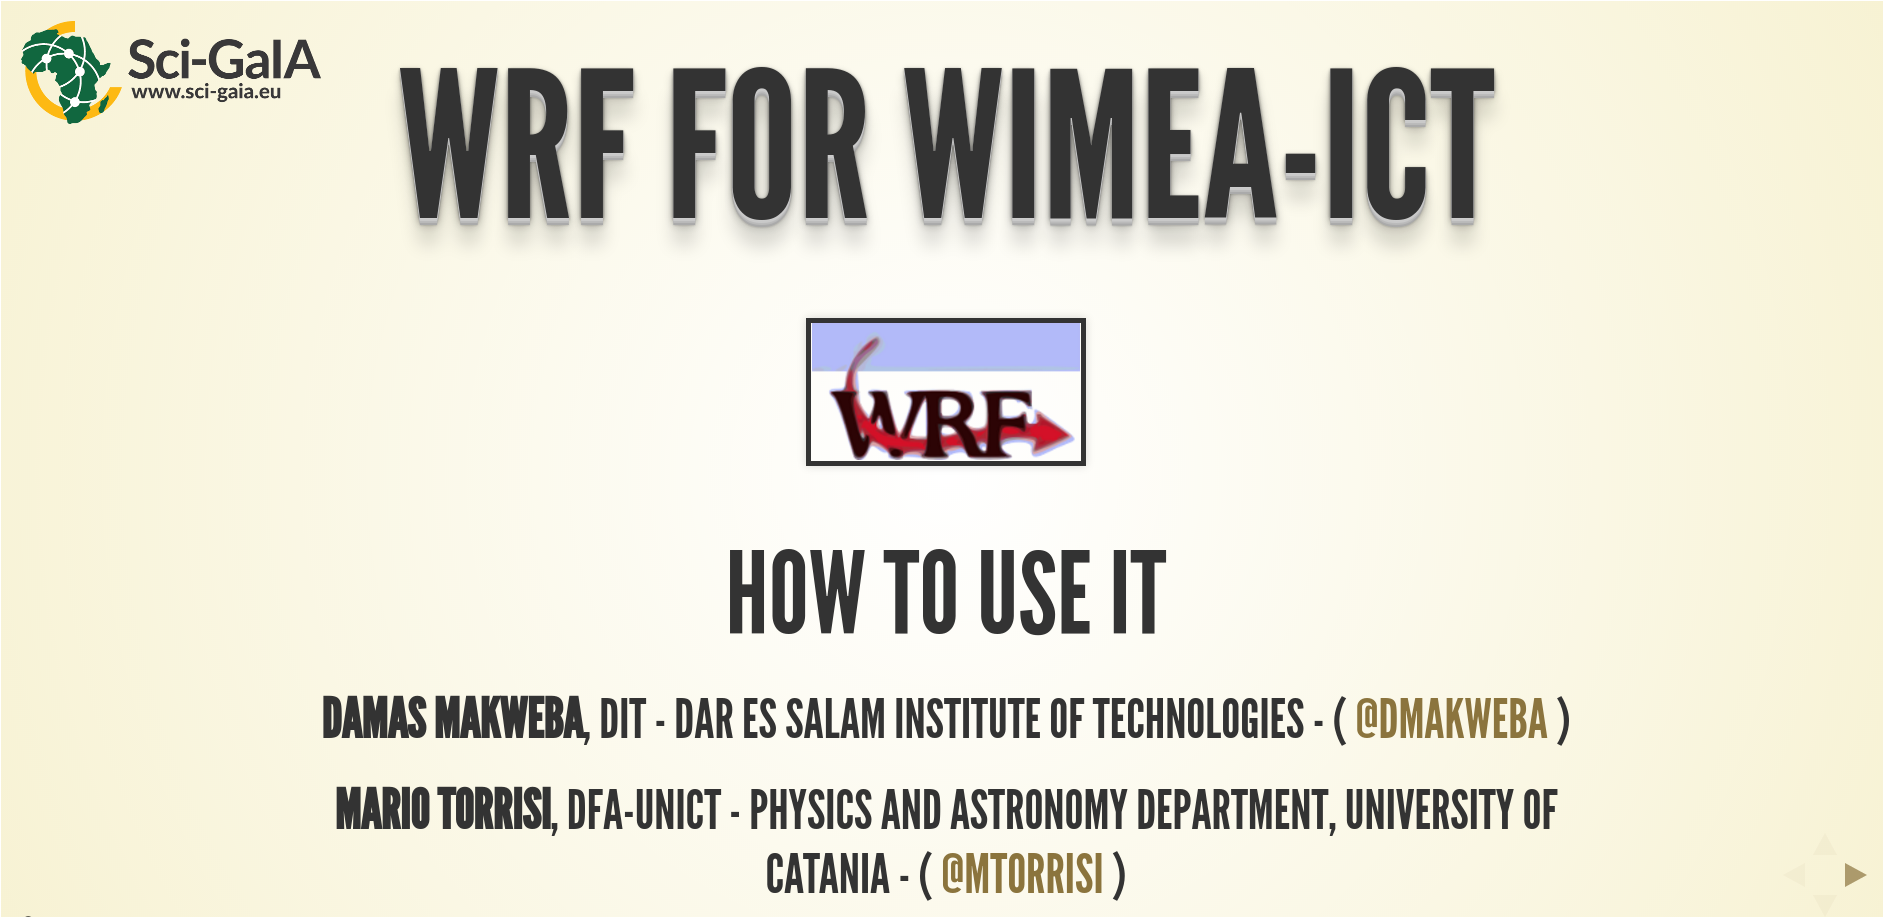 Sci-GaIA
www.sci-gaia.eu
WRF FOR WIMEA-ICT
WRF
HOW TO USE IT
DAMAS MAKWEBA, DIT - DAR ES SALAM INSTITUTE OF TECHNOLOGIES - ( @DMAKWEBA )
MARIO TORRISI, DFA-UNICT - PHYSICS AND ASTRONOMY DEPARTMENT, UNIVERSITY OF
CATANIA - ( @MTORRISI )